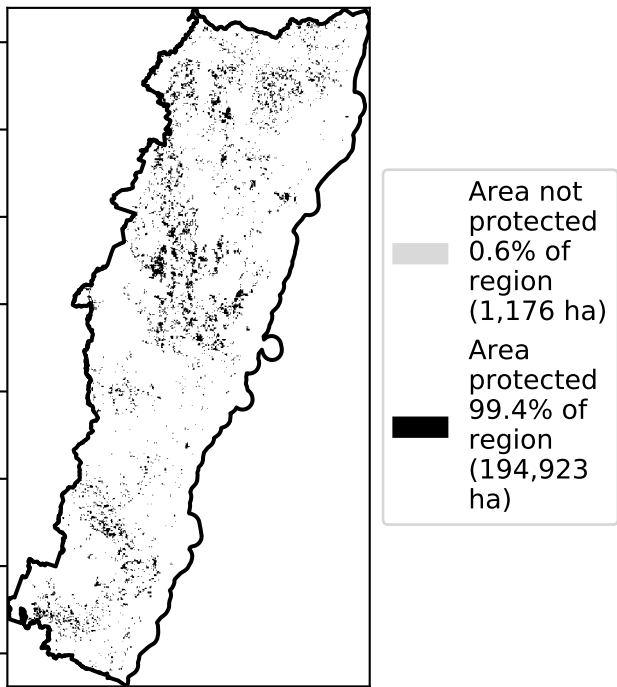 Area not
protected
0.6% of
region
(1,176 ha)
Area
protected
99.4% of
region
(194,923
ha)